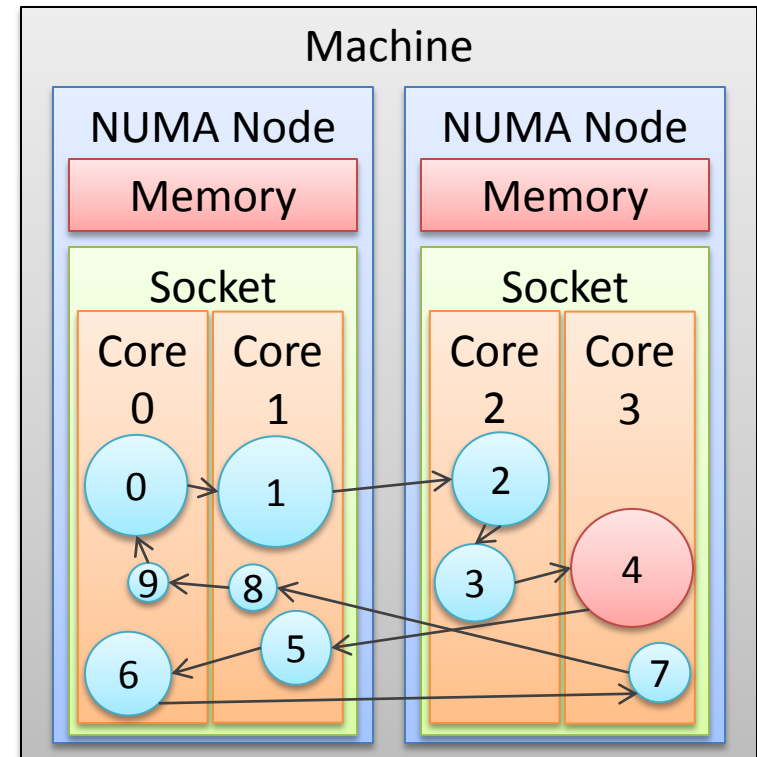 Machine
NUMA Node
Memory
Socket
Core
0
Core
1
0
1
9
8
5
6
NUMA Node
Memory
Socket
Core
2
Core
3
2
3
4
7